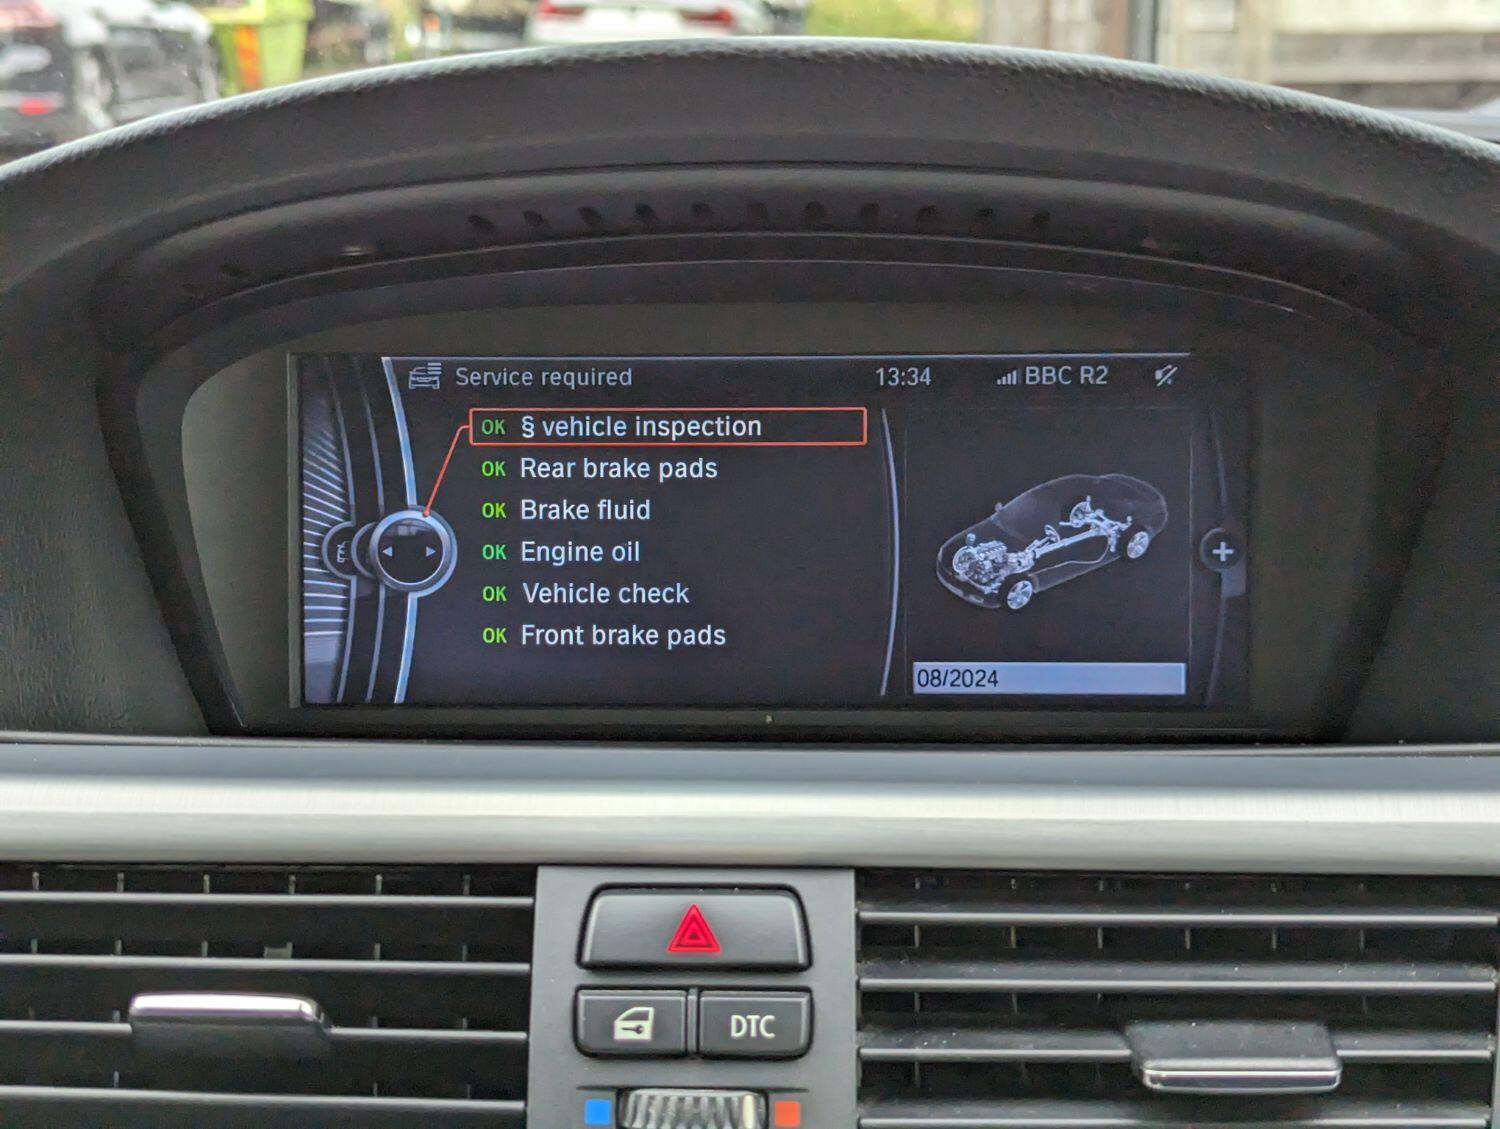 Service required 13:34 BBC R2
OK § vehicle inspection
OK Rear brake pads
OK Brake fluid
OK Engine oil
OK Vehicle check
OK Front brake pads
08/2024
DTC